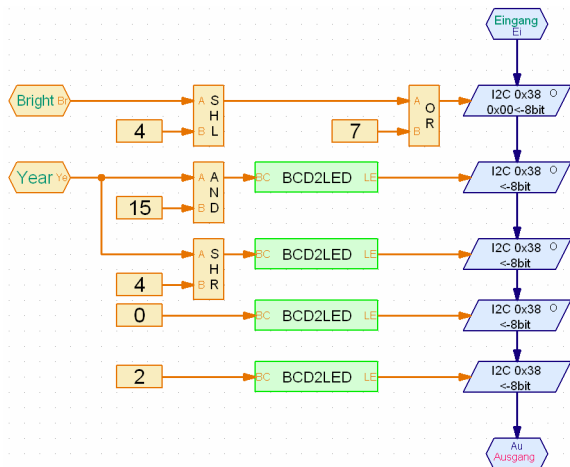 Eingang
Ei
Bright Br
A
S
H
L
B
4
7
A
O
R
B
I2C 0x38 O
0x00<-8bit
Year Ye
A
A
N
D
B
15
BC BCD2LED LE
I2C 0x38 O
<-8bit
A
S
H
R
B
4
BC BCD2LED LE
I2C 0x38 O
<-8bit
0
BC BCD2LED LE
I2C 0x38 O
<-8bit
2
BC BCD2LED LE
I2C 0x38
<-8bit
Au
Ausgang